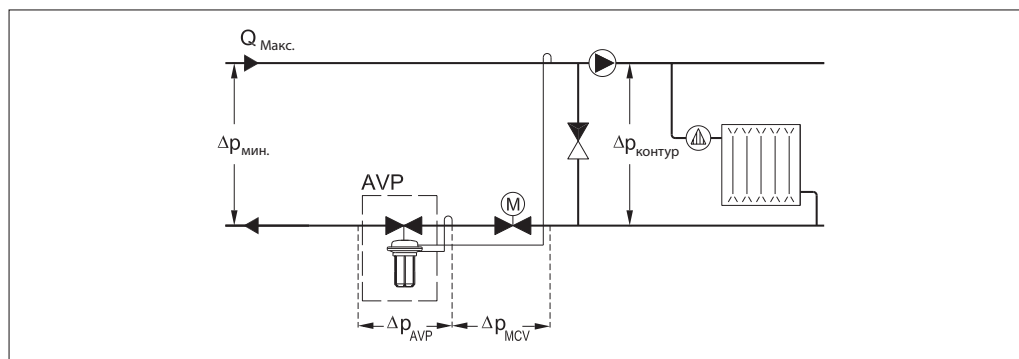 Q Макс.
Δp мин.
Δp контур
AVP
M
Δp AVP
Δp MCV